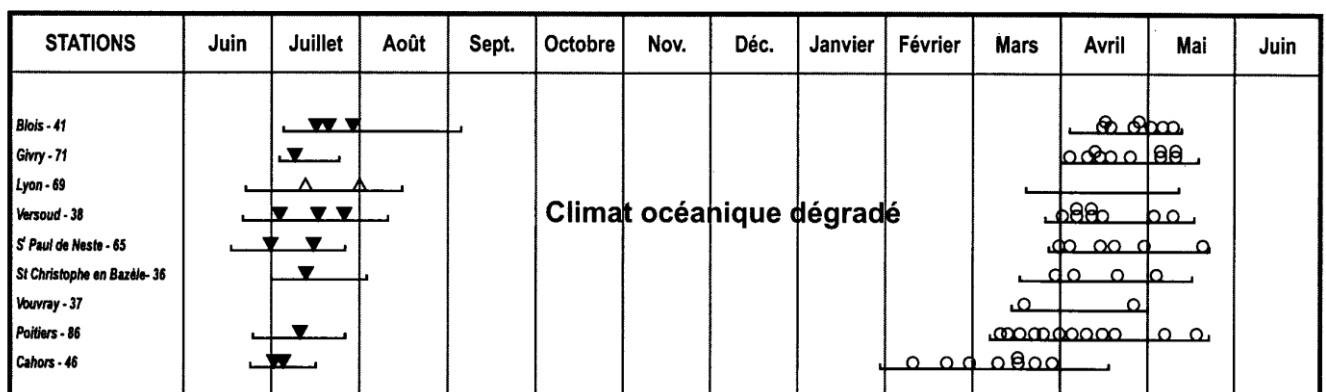 STATIONS Juin Juillet Août Sept. Octobre Nov. Déc. Janvier Février Mars Avril Mai Juin
Blois - 41
Givry - 71
Lyon - 69
Versoud - 38
Climat océanique dégradé
St Paul de Neste - 65
St Christophe en Bazèle- 36
Vouvray - 37
Poitiers - 86
Cahors - 46